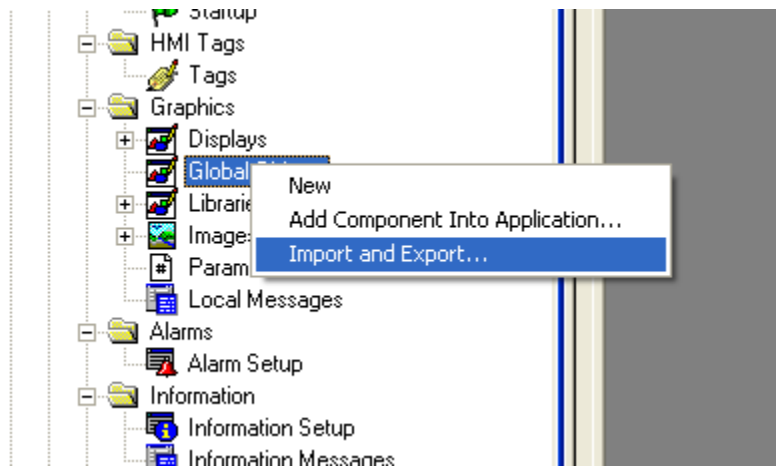 Startup
HMI Tags
Tags
Graphics
Displays
Global
New
Add Component Into Application...
Import and Export...
Librarie
Image
Param
Local Messages
Alarms
Alarm Setup
Information
Information Setup
Information Messages